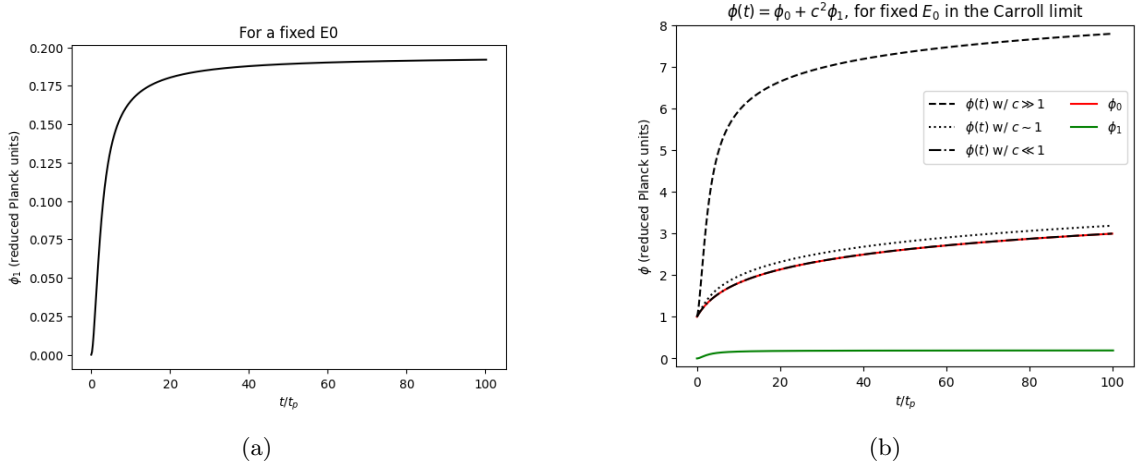 For a fixed E0
0.200
0.175
0.150
0.125
0.100
0.075
0.050
0.025
0.000
ϕ₁ (reduced Planck units)
0 20 40 60 80 100
t/tₚ
(a)
ϕ(t) = ϕ₀ + c²ϕ₁, for fixed E₀ in the Carroll limit
8
7
6
5
4
3
2
1
0
ϕ (reduced Planck units)
ϕ(t) w/ c ≫ 1
ϕ(t) w/ c ~ 1
ϕ(t) w/ c ≪ 1
ϕ₀
ϕ₁
0 20 40 60 80 100
t/tₚ
(b)